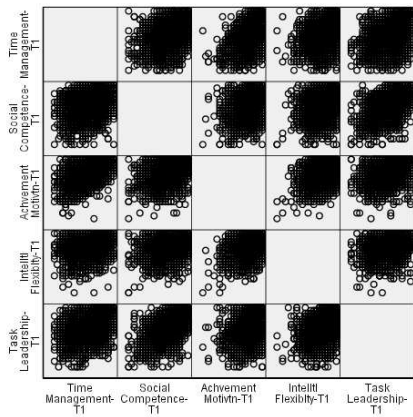 Time
Management-
T1
Social
Competence-
T1
Achvement
Motivtn-T1
Intelltl
Flexiblty-T1
Task
Leadership-
T1
Time
Management-
T1
Social
Competence-
T1
Achvement
Motivtn-T1
Intelltl
Flexiblty-T1
Task
Leadership-
T1